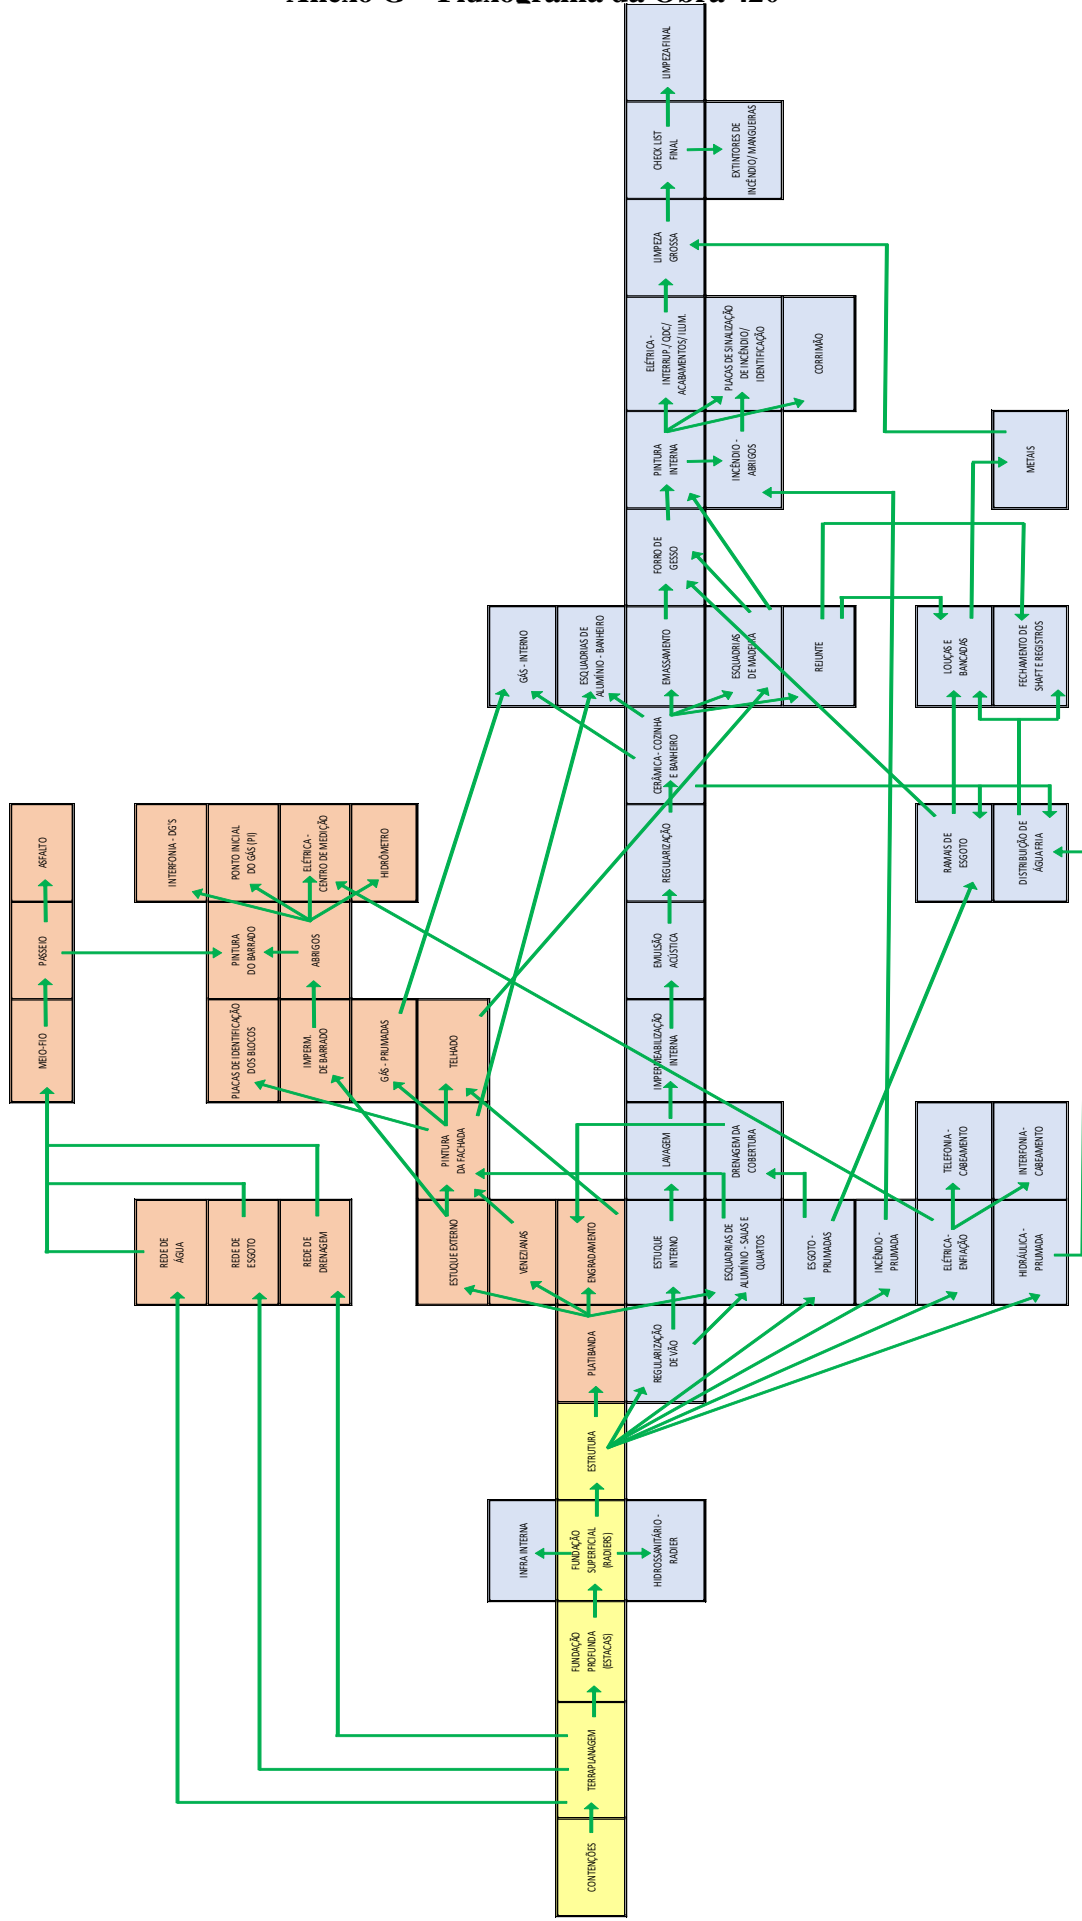 Anexo G - Fluxograma da Obra 420
LIMPEZA FINAL
CHECK LIST
FINAL
EXTINTORES DE
INCÊNDIO/ MANGUEIRAS
LIMPEZA
GROSSA
ELÉTRICA -
INTERRUP./ QDC/
ACABAMENTOS/ ILUM.
PLACAS DE SINALIZAÇÃO
DE INCÊNDIO/
IDENTIFICAÇÃO
CORRIMÃO
PINTURA
INTERNA
INCÊNDIO -
ABRIGOS
METAIS
FORRO DE
GESSO
GÁS - INTERNO
ESQUADRIAS DE
ALUMÍNIO - BANHEIRO
EMASSAMENTO
ESQUADRIAS
DE MADEIRA
REJUNTE
LOUÇAS E
BANCADAS
FECHAMENTO DE
SHAFT E REGISTROS
CERÂMICA - COZINHA
E BANHEIRO
ASFALTO
INTERFONIA - DG'S
PONTO INICIAL
DO GÁS (PI)
ELÉTRICA -
CENTRO DE MEDIÇÃO
HIDRÔMETRO
REGULARIZAÇÃO
RAMAIS DE
ESGOTO
DISTRIBUIÇÃO DE
ÁGUA FRIA
PASSEIO
PINTURA
DO BARRADO
ABRIGOS
EMULSÃO
ACÚSTICA
MEIO-FIO
PLACAS DE IDENTIFICAÇÃO
DOS BLOCOS
IMPERM.
DE BARRADO
GÁS - PRUMADAS
TELHADO
IMPERMEABILIZAÇÃO
INTERNA
PINTURA
DA FACHADA
LAVAGEM
DRENAGEM DA
COBERTURA
TELEFONIA -
CABEAMENTO
INTERFONIA-
CABEAMENTO
REDE DE
ÁGUA
REDE DE
ESGOTO
REDE DE
DRENAGEM
ESTUQUE EXTERNO
VENEZIANAS
ENGRADAMENTO
ESTUQUE
INTERNO
ESQUADRIAS DE
ALUMÍNIO - SALAS E
QUARTOS
ESGOTO -
PRUMADAS
INCÊNDIO -
PRUMADA
ELÉTRICA-
ENFIAÇÃO
HIDRÁULICA -
PRUMADA
PLATIBANDA
REGULARIZAÇÃO
DE VÃO
ESTRUTURA
INFRA INTERNA
FUNDAÇÃO
SUPERFICIAL
(RADIERS)
HIDROSSANITÁRIO -
RADIER
FUNDAÇÃO
PROFUNDA
(ESTACAS)
TERRAPLANAGEM
CONTENÇÕES